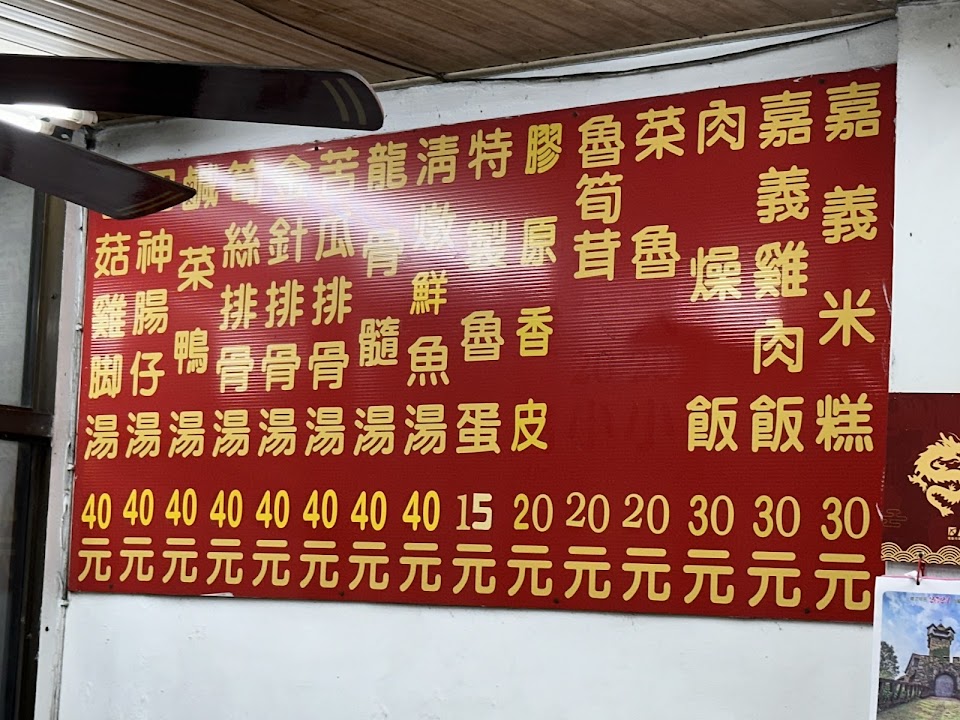 嘉義米糕 30元
嘉義雞肉飯 30元
肉燥飯 30元
菜魯 20元
魯筍茸 20元
膠原香皮 20元
特製魯蛋 15元
清燉鮮魚湯 40元
龍骨髓湯 40元
苦瓜排骨湯 40元
金針排骨湯 40元
筍絲排骨湯 40元
鹹菜鴨湯 40元
神腸仔湯 40元
菇雞脚湯 40元